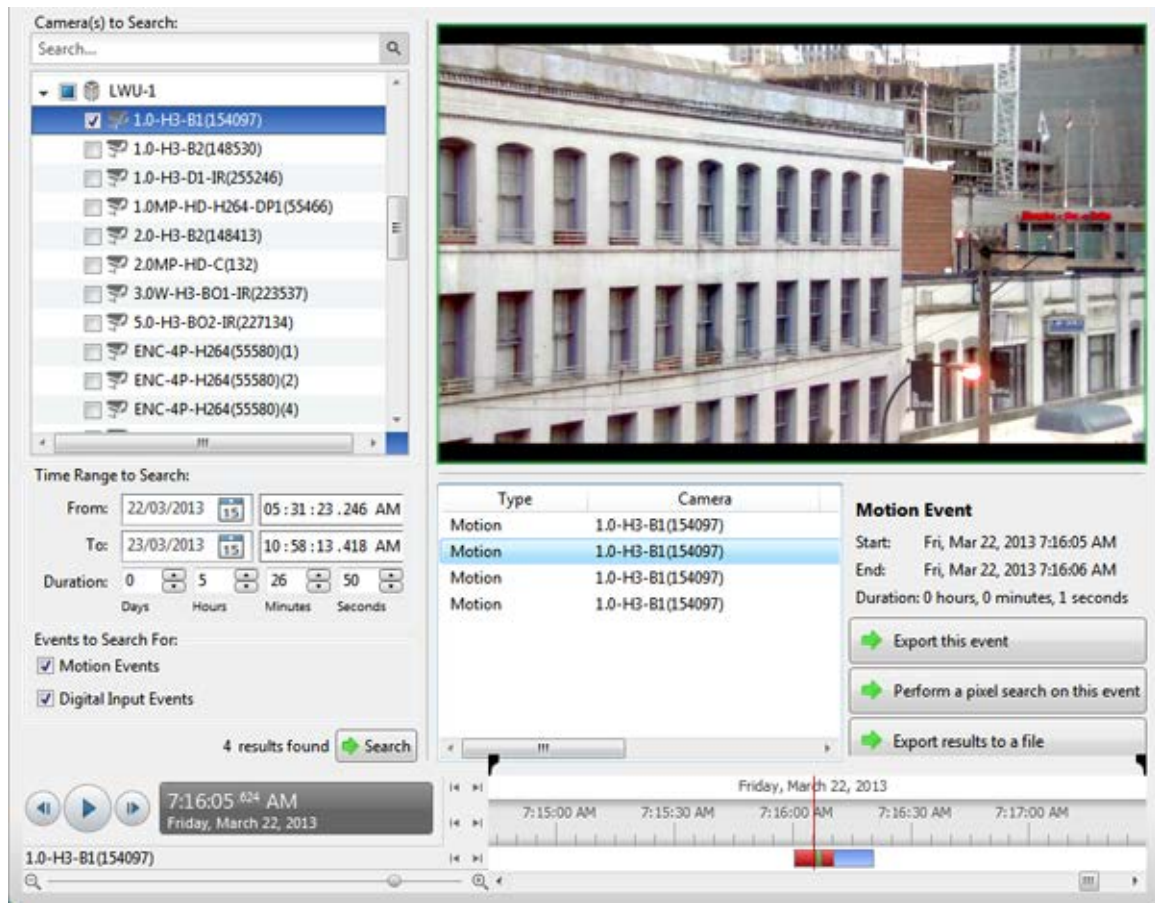 Camera(s) to Search:
Search...
LWU-1
1.0-H3-B1(154097)
1.0-H3-B2(148530)
1.0-H3-D1-IR(255246)
1.0MP-HD-H264-DP1(55466)
2.0-H3-B2(148413)
2.0MP-HD-C(132)
3.0W-H3-BO1-IR(223537)
5.0-H3-BO2-IR(227134)
ENC-4P-H264(55580)(1)
ENC-4P-H264(55580)(2)
ENC-4P-H264(55580)(4)
Time Range to Search:
From: 22/03/2013 15 05:31:23.246 AM
To: 23/03/2013 15 10:58:13.418 AM
Duration: 0 5 26 50
Days Hours Minutes Seconds
Events to Search For:
Motion Events
Digital Input Events
4 results found Search
Type Camera
Motion 1.0-H3-B1(154097)
Motion 1.0-H3-B1(154097)
Motion 1.0-H3-B1(154097)
Motion 1.0-H3-B1(154097)
Motion Event
Start: Fri, Mar 22, 2013 7:16:05 AM
End: Fri, Mar 22, 2013 7:16:06 AM
Duration: 0 hours, 0 minutes, 1 seconds
Export this event
Perform a pixel search on this event
Export results to a file
7:16:05 624 AM
Friday, March 22, 2013
Friday, March 22, 2013
7:15:00 AM 7:15:30 AM 7:16:00 AM 7:16:30 AM 7:17:00 AM
1.0-H3-B1(154097)